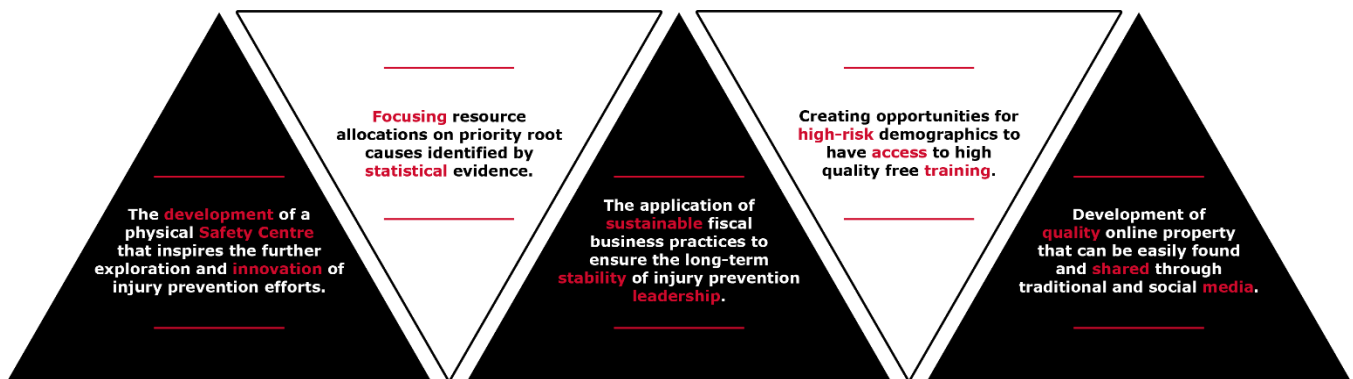 The development of a
physical Safety Centre
that inspires the further
exploration and innovation of
injury prevention efforts.
Focusing resource
allocations on priority root
causes identified by
statistical evidence.
The application of
sustainable fiscal
business practices to
ensure the long-term
stability of injury prevention
leadership.
Creating opportunities for
high-risk demographics to
have access to high
quality free training.
Development of
quality online property
that can be easily found
and shared through
traditional and social media.